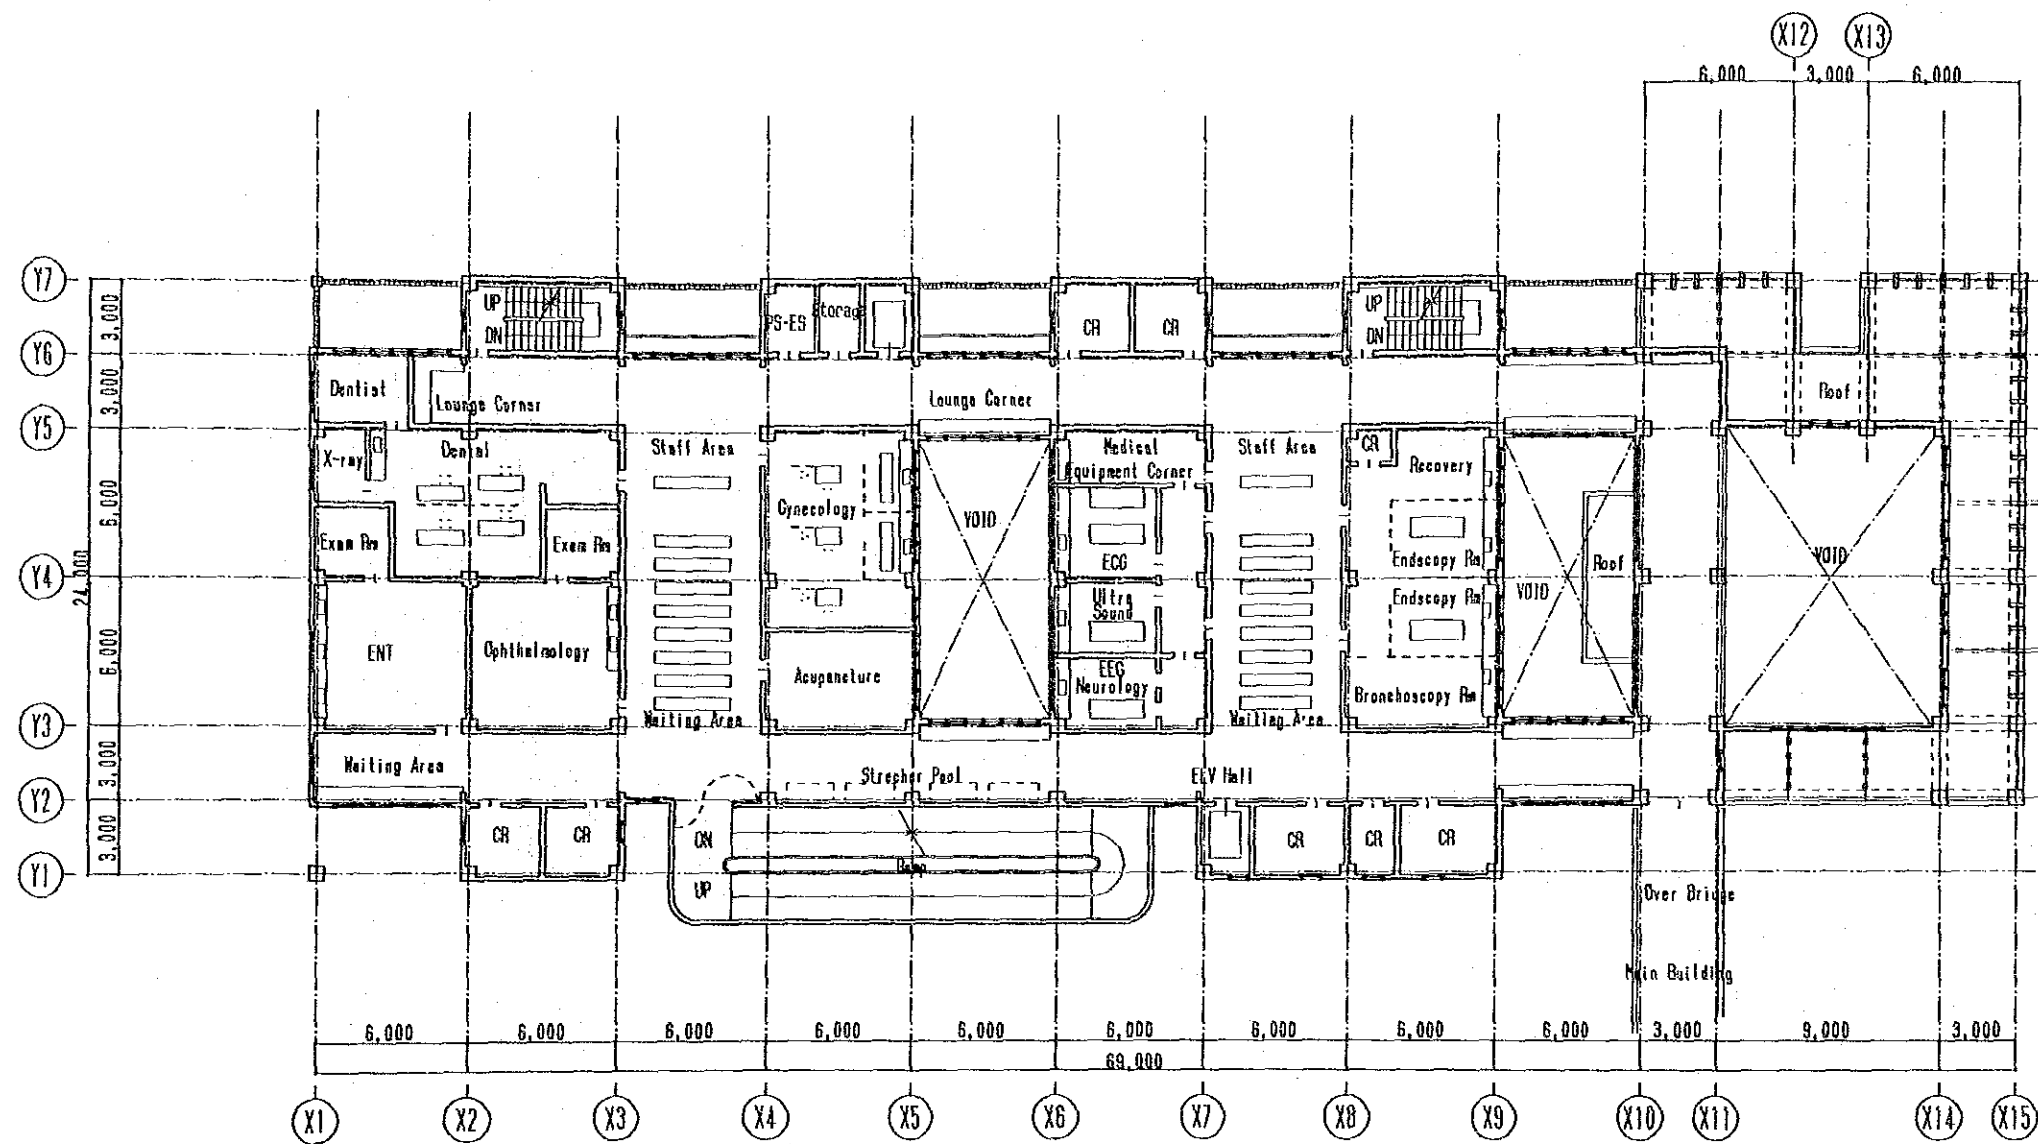 X12 X13
6,000 3,000 6,000
Y7
Y6
Y5
Y4
Y3
Y2
Y1
3,000
3,000
6,000
6,000
3,000
3,000
24,000
UP
DN
PS-ES
Storage
CR
CR
UP
DN
Dentist
Lounge Corner
Lounge Corner
Roof
X-ray
Dental
Staff Area
Gynecology
VOID
Medical
Equipment Corner
Staff Area
CR
Recovery
Exam Rm
Exam Rm
ECG
Endscopy Rm
VOID
Roof
VOID
Ultra
Sound
Endscopy Rm
ENT
Ophthalmology
Acupuncture
EEG
Neurology
Bronchoscopy Rm
Waiting Area
Waiting Area
Waiting Area
Strecher Pool
ELV Hall
CR
CR
DN
UP
Ramp
CR
CR
CR
Over Bridge
Main Building
6,000 6,000 6,000 6,000 6,000 6,000 6,000 6,000 6,000 3,000 9,000 3,000
69,000
X1 X2 X3 X4 X5 X6 X7 X8 X9 X10 X11 X14 X15